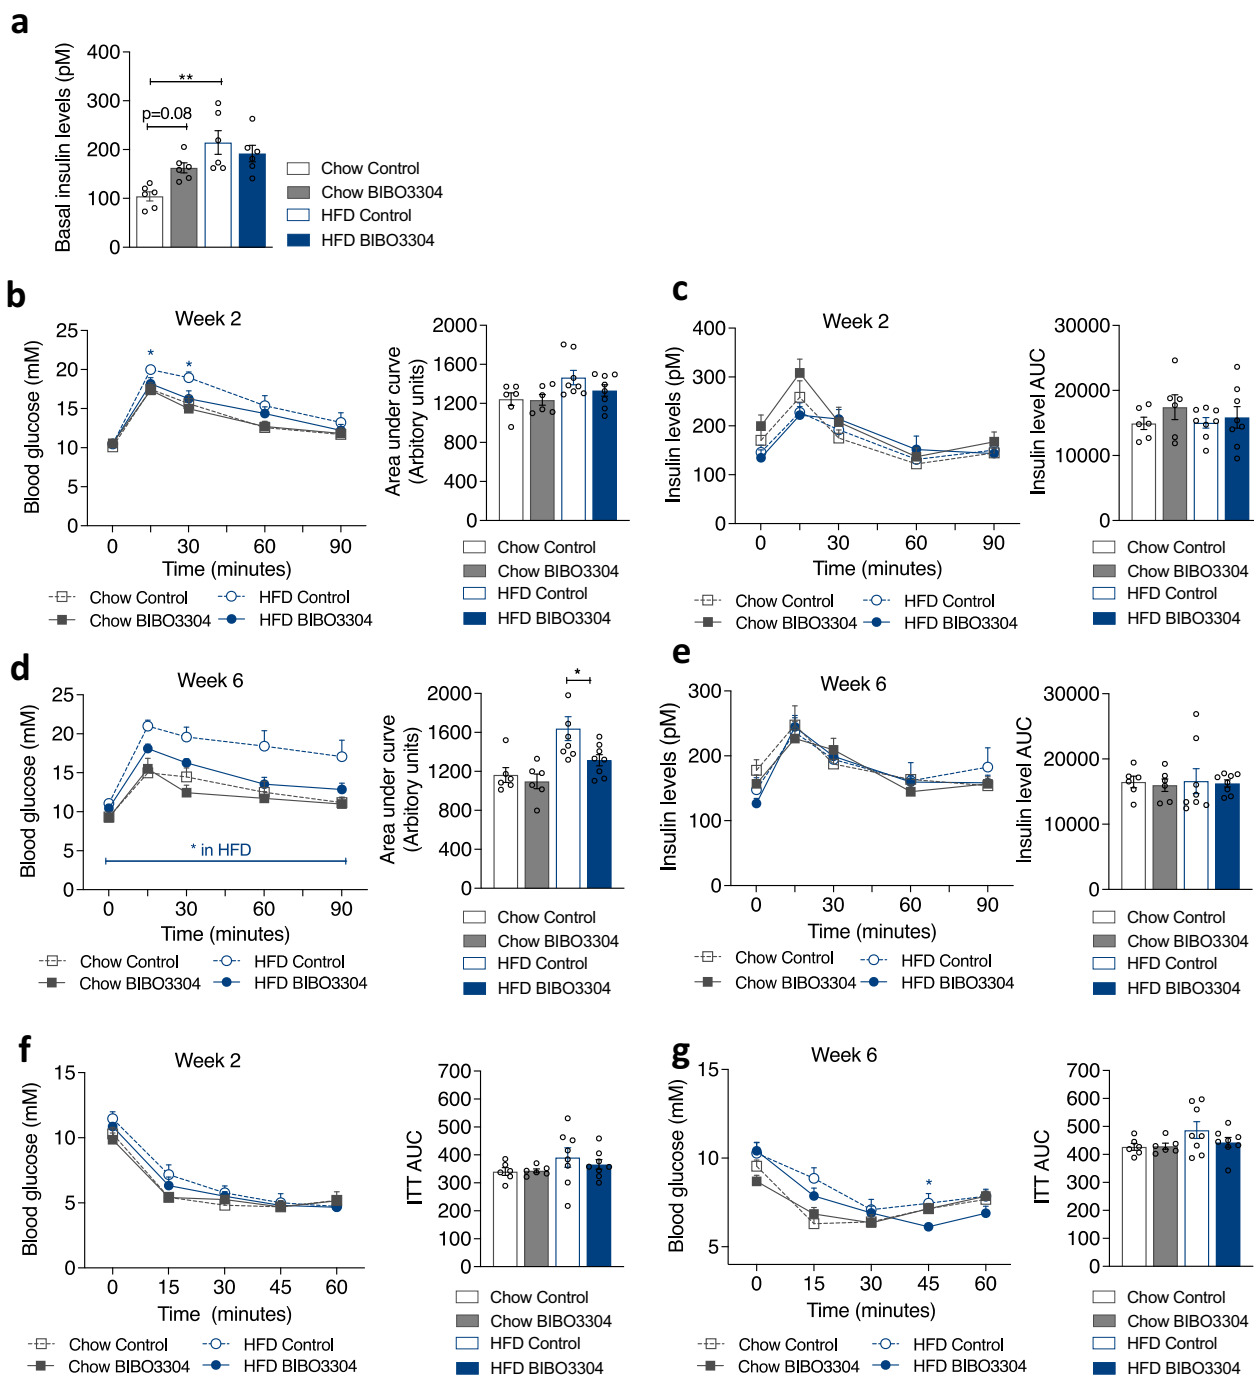 a
Basal insulin levels (pM)
400
300
200
100
0
**
p=0.08
Chow Control
Chow BIBO3304
HFD Control
HFD BIBO3304
b
Week 2
Blood glucose (mM)
25
20
15
10
5
0
* *
0 30 60 90
Time (minutes)
Chow Control HFD Control
Chow BIBO3304 HFD BIBO3304
Area under curve
(Arbitory units)
2000
1600
1200
800
400
0
Chow Control
Chow BIBO3304
HFD Control
HFD BIBO3304
c
Week 2
Insulin levels (pM)
400
300
200
100
0
0 30 60 90
Time (minutes)
Chow Control HFD Control
Chow BIBO3304 HFD BIBO3304
Insulin level AUC
30000
20000
10000
0
Chow Control
Chow BIBO3304
HFD Control
HFD BIBO3304
d
Week 6
Blood glucose (mM)
25
20
15
10
5
0
* in HFD
0 30 60 90
Time (minutes)
Chow Control HFD Control
Chow BIBO3304 HFD BIBO3304
Area under curve
(Arbitory units)
2000
1600
1200
800
400
0
*
Chow Control
Chow BIBO3304
HFD Control
HFD BIBO3304
e
Week 6
Insulin levels (pM)
300
200
100
0
0 30 60 90
Time (minutes)
Chow Control HFD Control
Chow BIBO3304 HFD BIBO3304
Insulin level AUC
30000
20000
10000
0
Chow Control
Chow BIBO3304
HFD Control
HFD BIBO3304
f
Week 2
Blood glucose (mM)
15
10
5
0
0 15 30 45 60
Time (minutes)
Chow Control HFD Control
Chow BIBO3304 HFD BIBO3304
ITT AUC
700
600
500
400
300
200
100
0
Chow Control
Chow BIBO3304
HFD Control
HFD BIBO3304
g
Week 6
Blood glucose (mM)
15
10
5
*
0 15 30 45 60
Time (minutes)
Chow Control HFD Control
Chow BIBO3304 HFD BIBO3304
ITT AUC
700
600
500
400
300
200
100
0
Chow Control
Chow BIBO3304
HFD Control
HFD BIBO3304